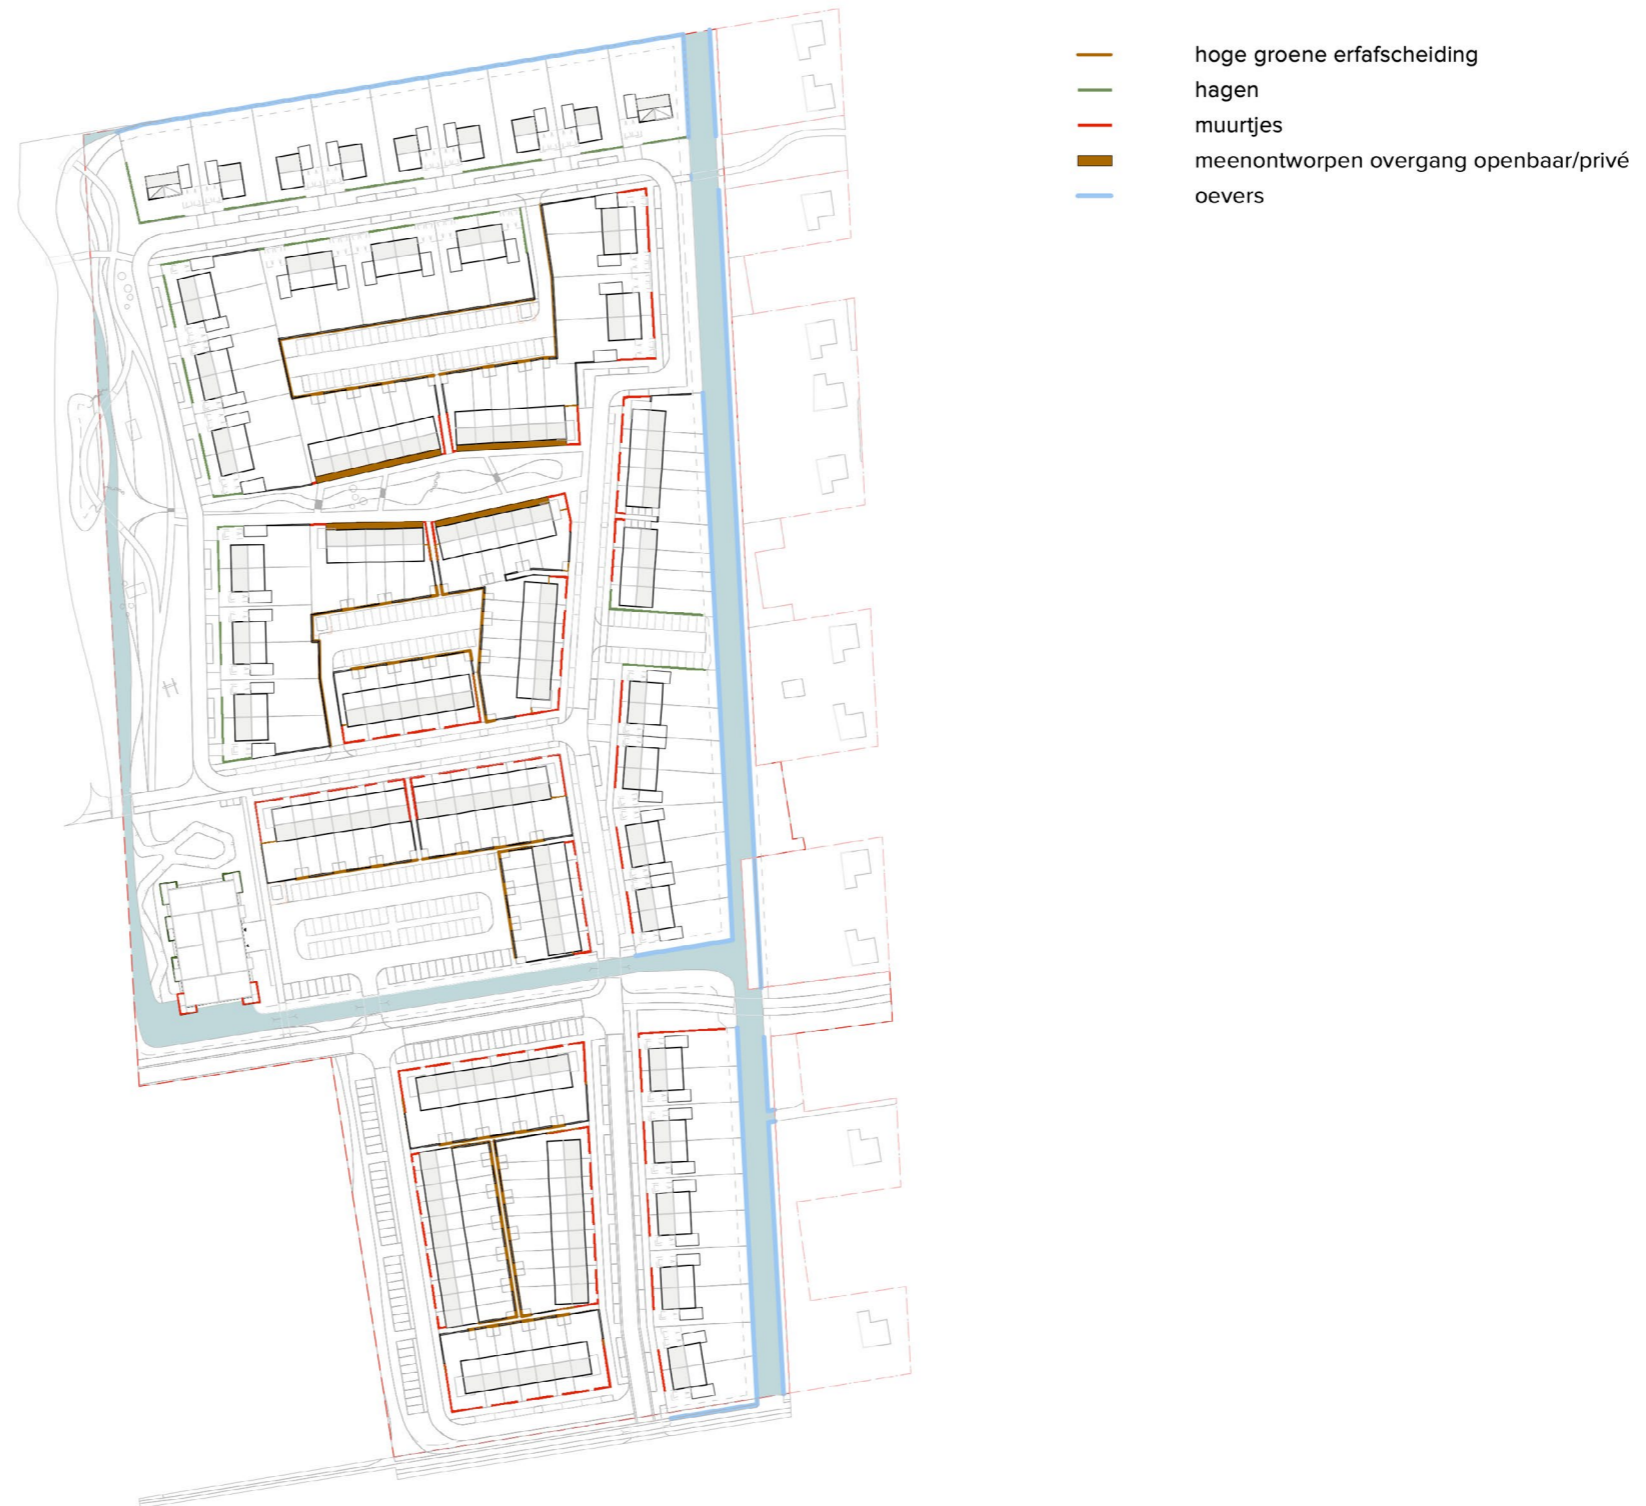 hoge groene erfafscheiding
hagen
muurtjes
meenontworpen overgang openbaar/privé
oevers